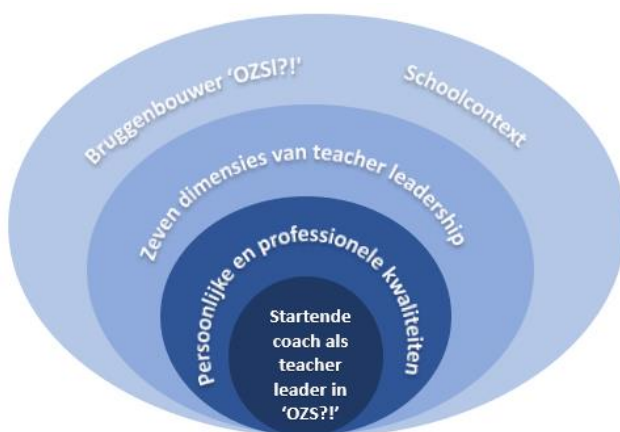 Bruggenbouwer ‘OZSI?!’
Schoolcontext
Zeven dimensies van teacher leadership
Persoonlijke en professionele kwaliteiten
Startende
coach als
teacher
leader in
‘OZS?!’